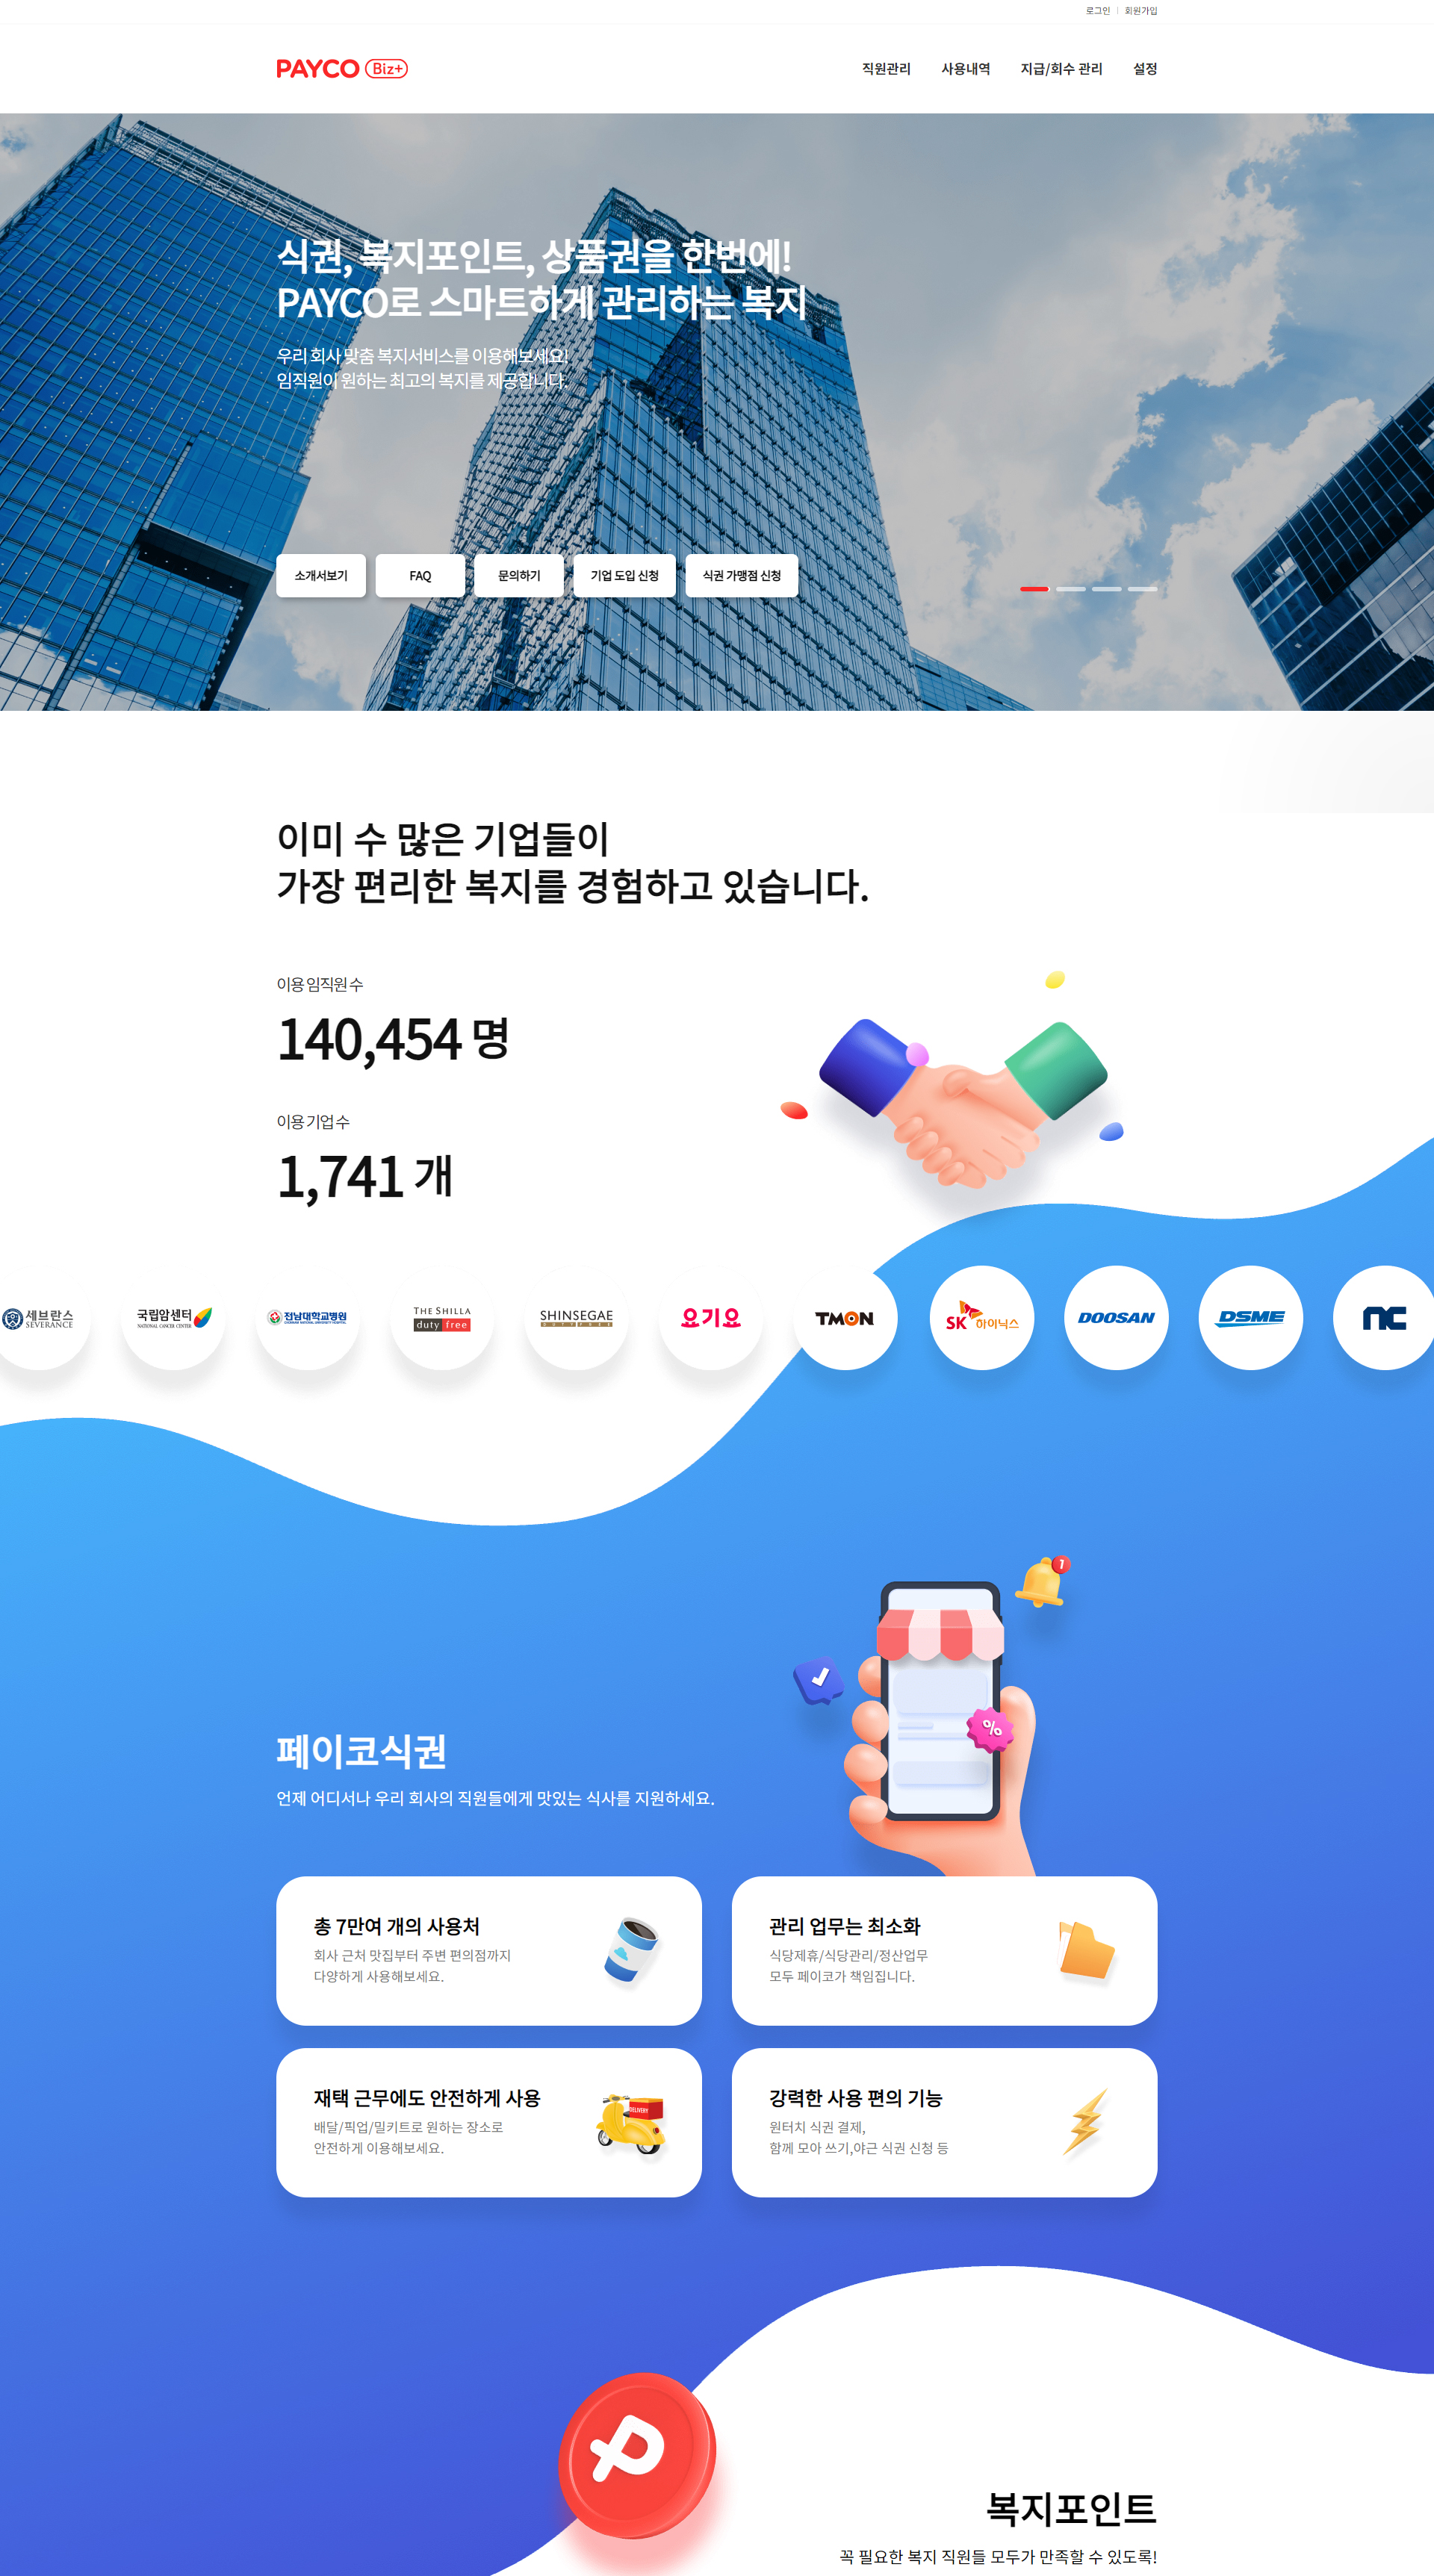 로그인
회원가입
PAYCO Biz+
직원관리
사용내역
지급/회수 관리
설정
식권, 복지포인트, 상품권을 한번에!
PAYCO로 스마트하게 관리하는 복지
우리 회사 맞춤 복지서비스를 이용해보세요!
임직원이 원하는 최고의 복지를 제공합니다.
소개서보기
FAQ
문의하기
기업 도입 신청
식권 가맹점 신청
이미 수 많은 기업들이
가장 편리한 복지를 경험하고 있습니다.
이용 임직원 수
140,454 명
이용 기업 수
1,741 개
세브란스
SEVERANCE
국립암센터
NATIONAL CANCER CENTER
전남대학교병원
THE SHILLA
duty free
SHINSEGAE
요기요
TMON
SK 하이닉스
DOOSAN
DSME
nc
1
%
페이코식권
언제 어디서나 우리 회사의 직원들에게 맛있는 식사를 지원하세요.
총 7만여 개의 사용처
회사 근처 맛집부터 주변 편의점까지
다양하게 사용해보세요.
관리 업무는 최소화
식당제휴/식당관리/정산업무
모두 페이코가 책임집니다.
재택 근무에도 안전하게 사용
배달/픽업/밀키트로 원하는 장소로
안전하게 이용해보세요.
DELIVERY
강력한 사용 편의 기능
원터치 식권 결제,
함께 모아 쓰기,야근 식권 신청 등
P
복지포인트
꼭 필요한 복지 직원들 모두가 만족할 수 있도록!